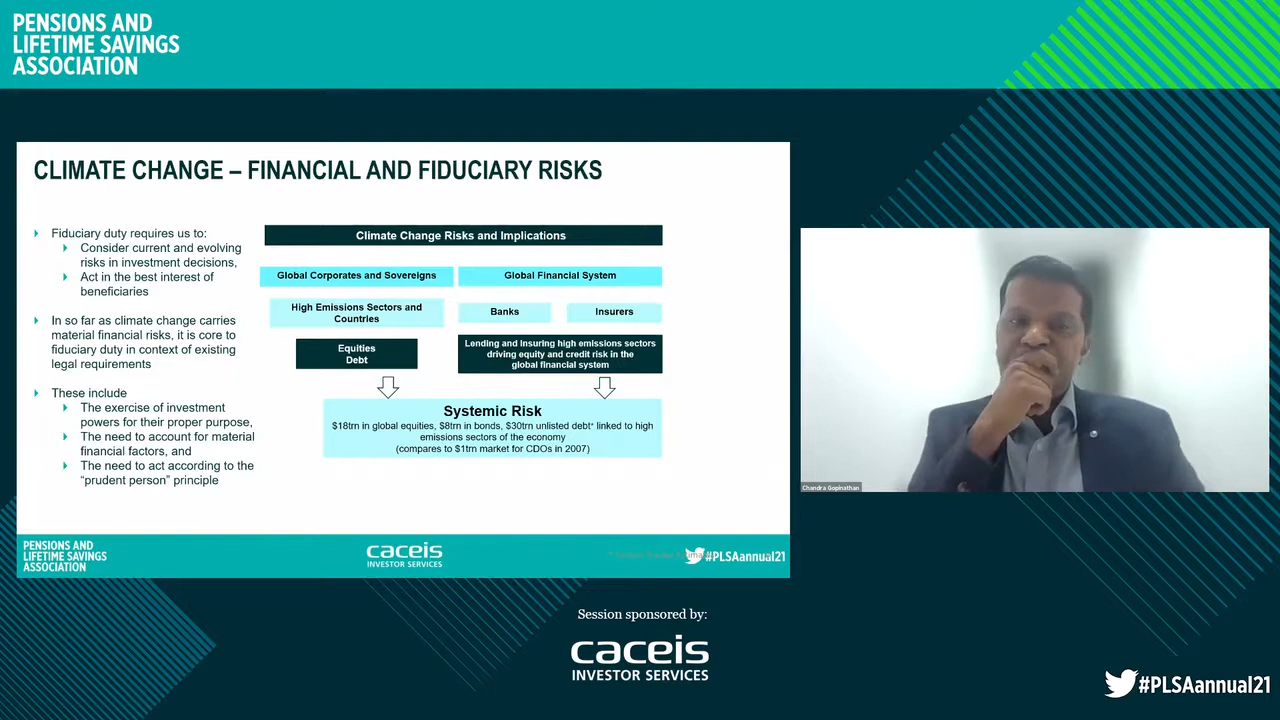 PENSIONS AND
LIFETIME SAVINGS
ASSOCIATION
CLIMATE CHANGE – FINANCIAL AND FIDUCIARY RISKS
Fiduciary duty requires us to:
Consider current and evolving
risks in investment decisions,
Act in the best interest of
beneficiaries
In so far as climate change carries
material financial risks, it is core to
fiduciary duty in context of existing
legal requirements
These include
The exercise of investment
powers for their proper purpose,
The need to account for material
financial factors, and
The need to act according to the
“prudent person” principle
Climate Change Risks and Implications
Global Corporates and Sovereigns
Global Financial System
High Emissions Sectors and
Countries
Banks
Insurers
Equities
Debt
Lending and Insuring high emissions sectors
driving equity and credit risk in the
global financial system
Systemic Risk
$18trn in global equities, $8trn in bonds, $30trn unlisted debt* linked to high
emissions sectors of the economy
(compares to $1trn market for CDOs in 2007)
PENSIONS AND
LIFETIME SAVINGS
ASSOCIATION
caceis
INVESTOR SERVICES
#PLSAannual21
Chandra Gopinathan
Session sponsored by:
caceis
INVESTOR SERVICES
#PLSAannual21